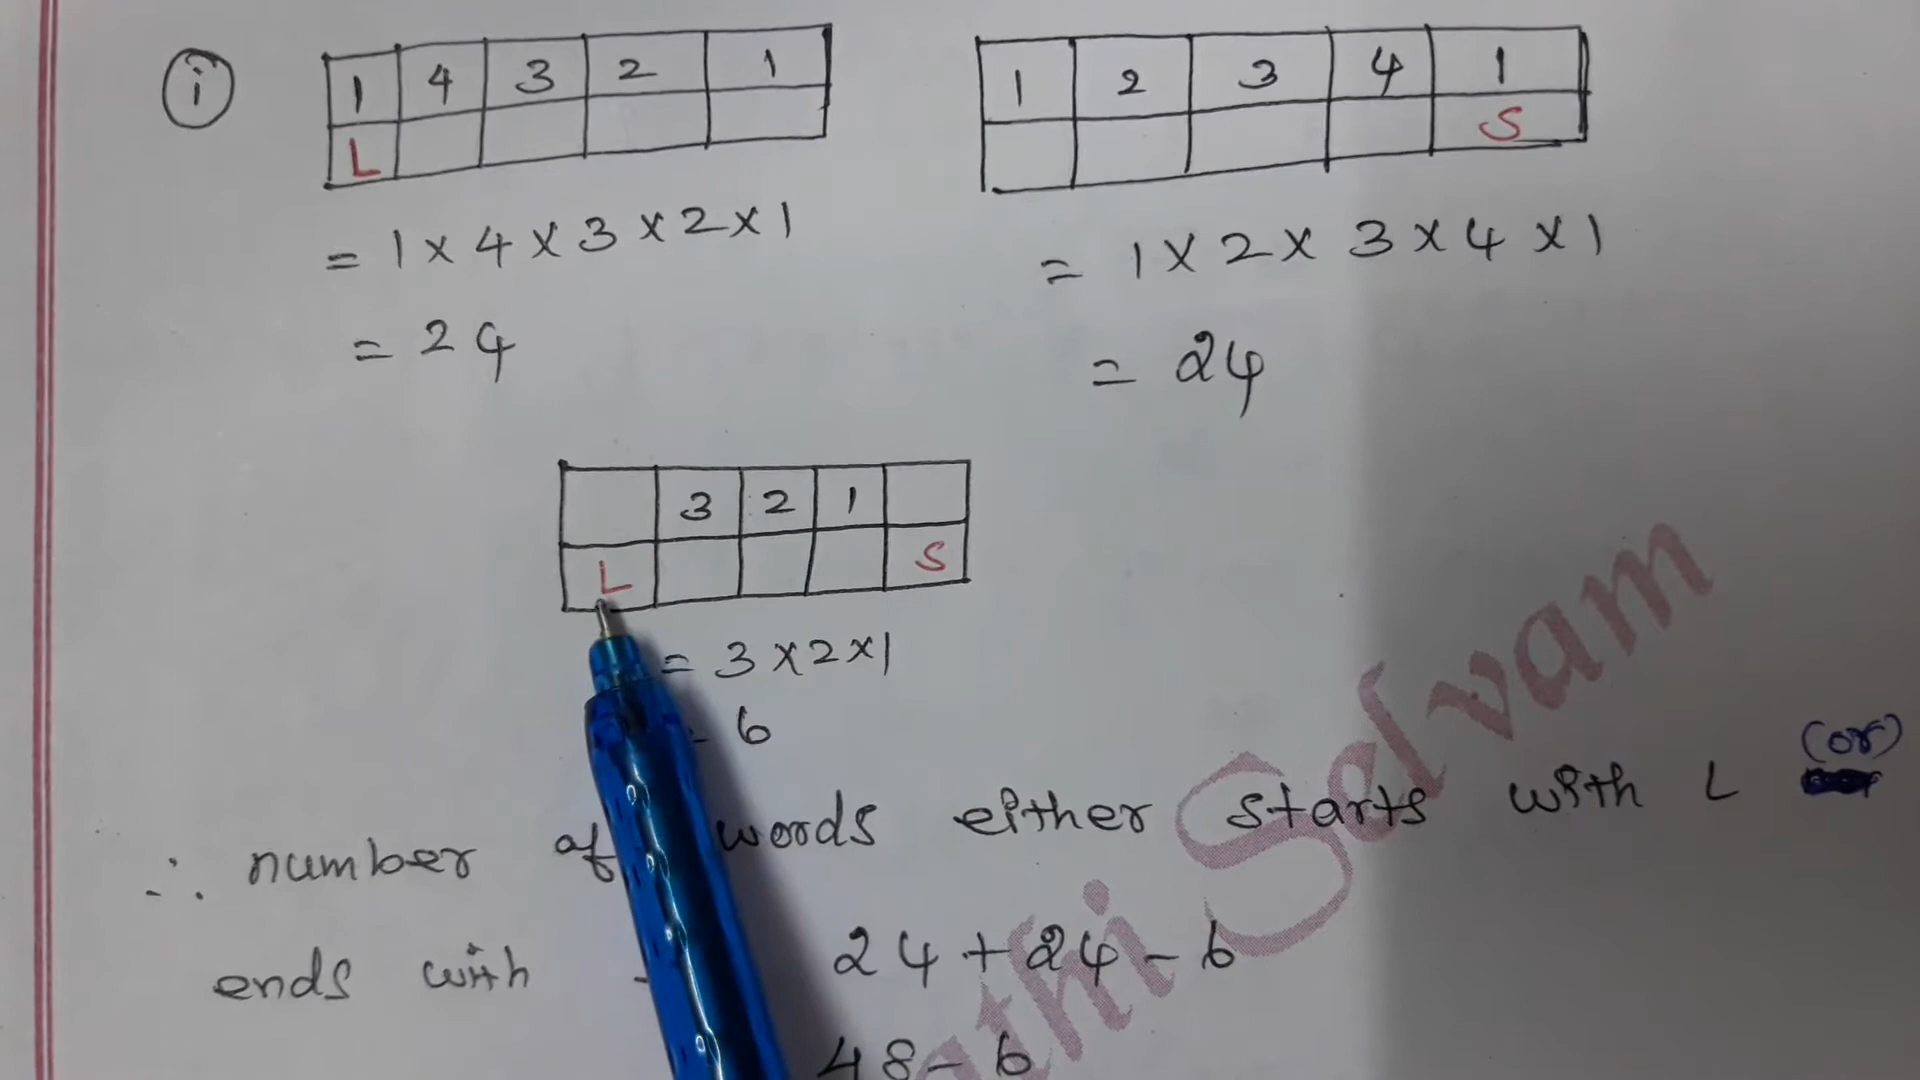 i
1 4 3 2 1
L
= 1 x 4 x 3 x 2 x 1
= 24
1 2 3 4 1
S
= 1 x 2 x 3 x 4 x 1
= 24
3 2 1
L S
= 3 x 2 x 1
- 6
∴ number of words either starts with L (or)
ends with 24 + 24 - 6
48 - 6
Selvam